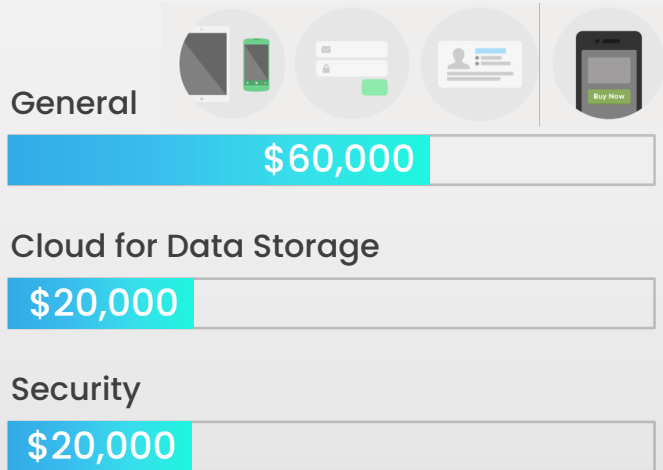 General
Buy Now
$60,000
Cloud for Data Storage
$20,000
Security
$20,000